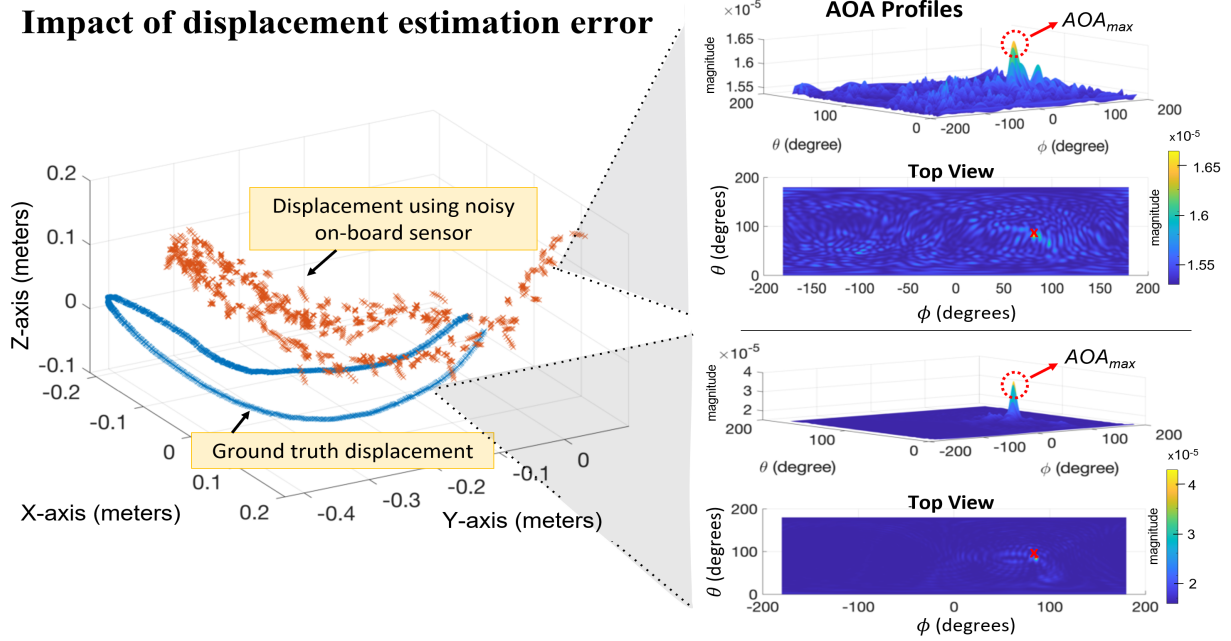 Impact of displacement estimation error
AOA Profiles
×10⁻⁵
AOAmax
magnitude
1.65
1.6
1.55
200
100
0
-200
-100
0
200
θ (degree)
ϕ (degree)
Top View
θ (degrees)
200
100
0
-200
-150
-100
-50
0
50
100
150
200
ϕ (degrees)
magnitude
×10⁻⁵
1.65
1.6
1.55
Z-axis (meters)
0.2
0.1
0
-0.1
-0.2
-0.1
0
0.1
0.2
X-axis (meters)
-0.4
-0.3
-0.2
-0.1
0
Y-axis (meters)
Displacement using noisy
on-board sensor
Ground truth displacement
×10⁻⁵
AOAmax
magnitude
4
3
2
200
100
0
-200
-100
0
200
θ (degree)
ϕ (degree)
Top View
θ (degrees)
200
100
0
-200
-100
0
100
200
ϕ (degrees)
magnitude
×10⁻⁵
4
3
2